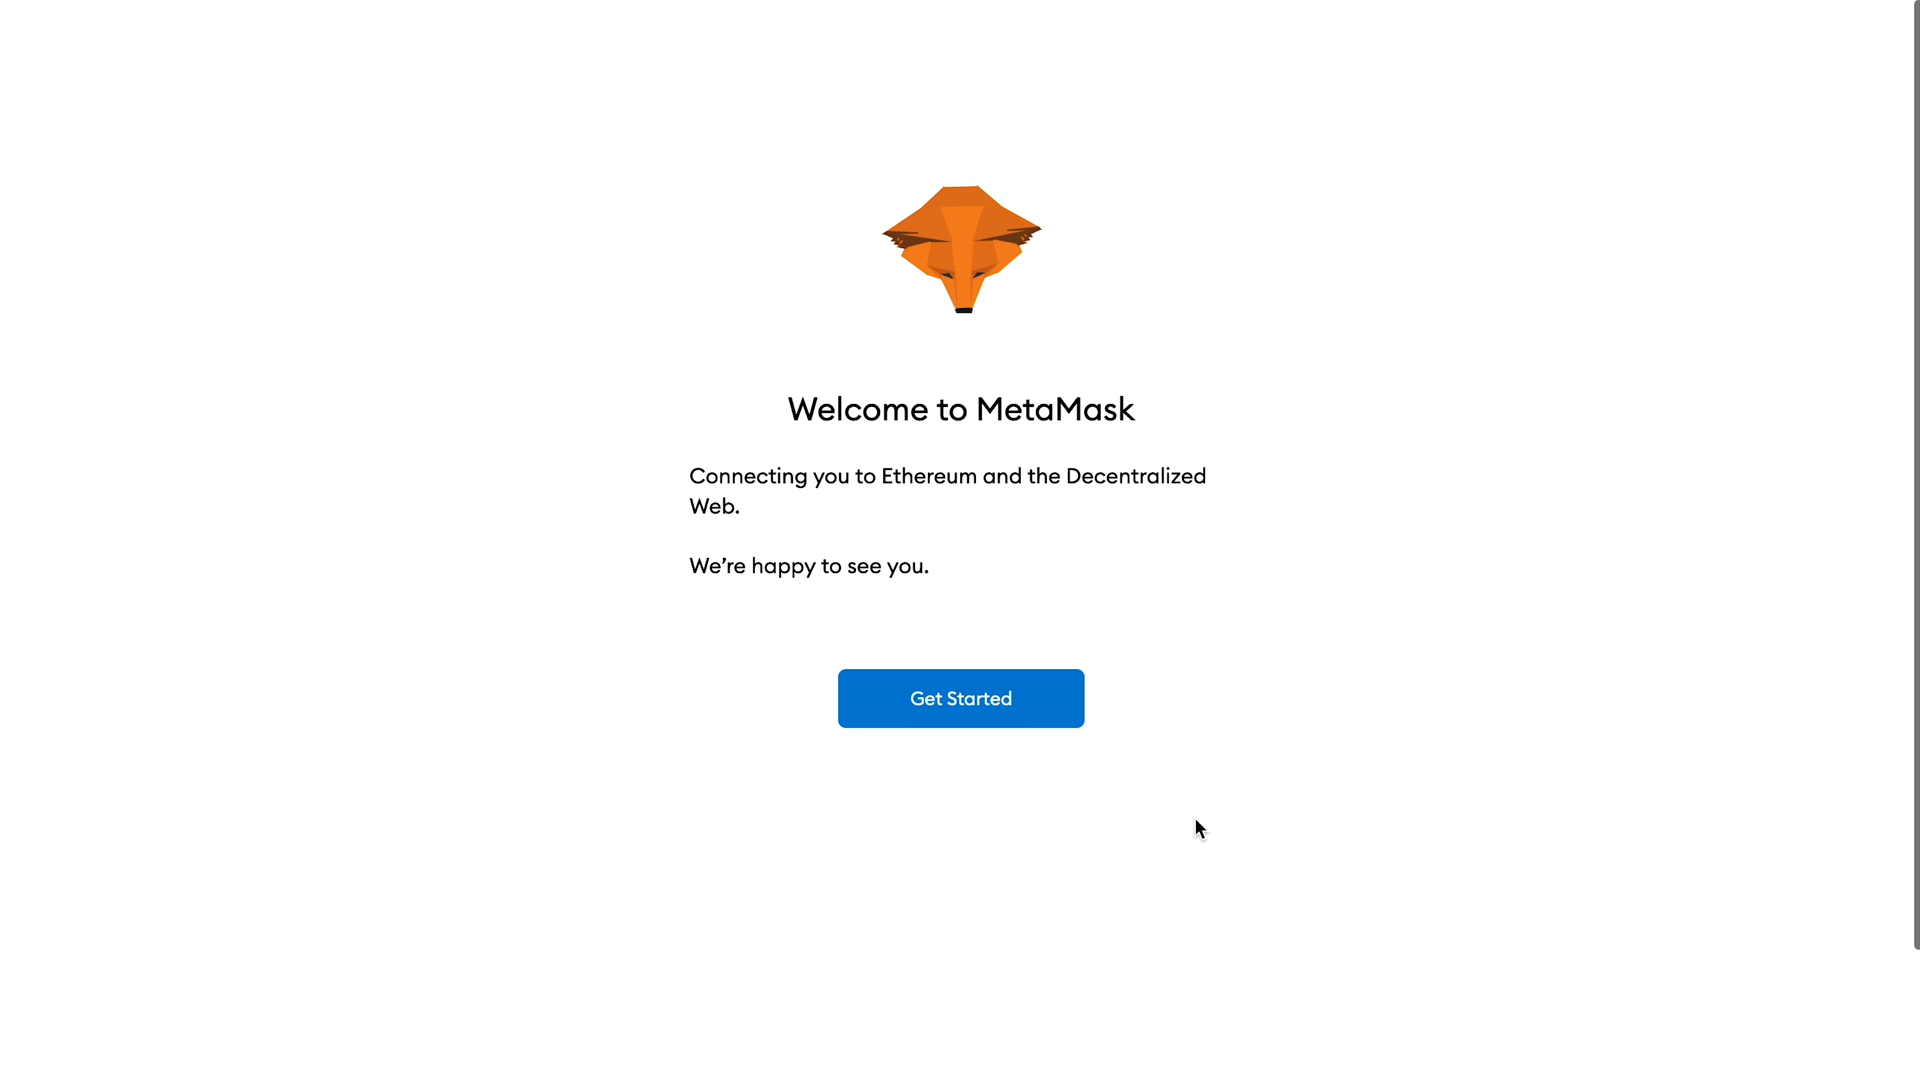 Welcome to MetaMask
Connecting you to Ethereum and the Decentralized
Web.
We’re happy to see you.
Get Started